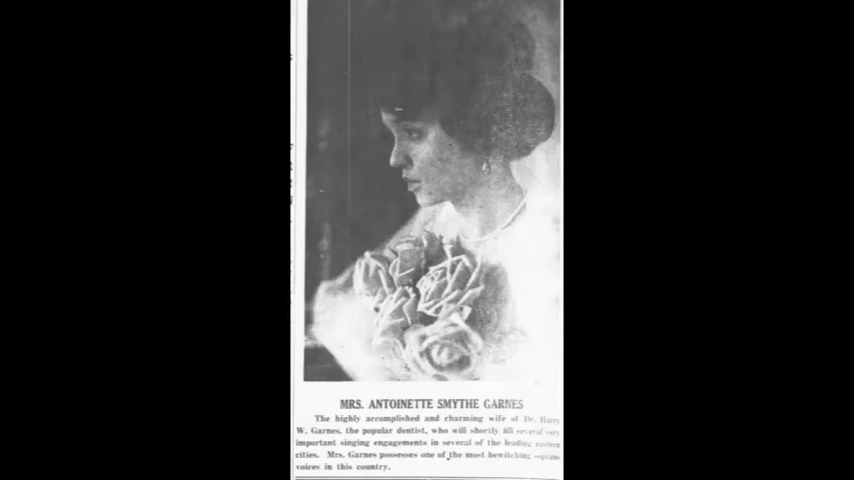 MRS. ANTOINETTE SMYTHE GARNES
The highly accomplished and charming wife of Dr. Harry
W. Garnes, the popular dentist, who will shortly fill several very
important singing engagements in several of the leading eastern
cities. Mrs. Garnes possesses one of the most bewitching soprano
voices in this country.